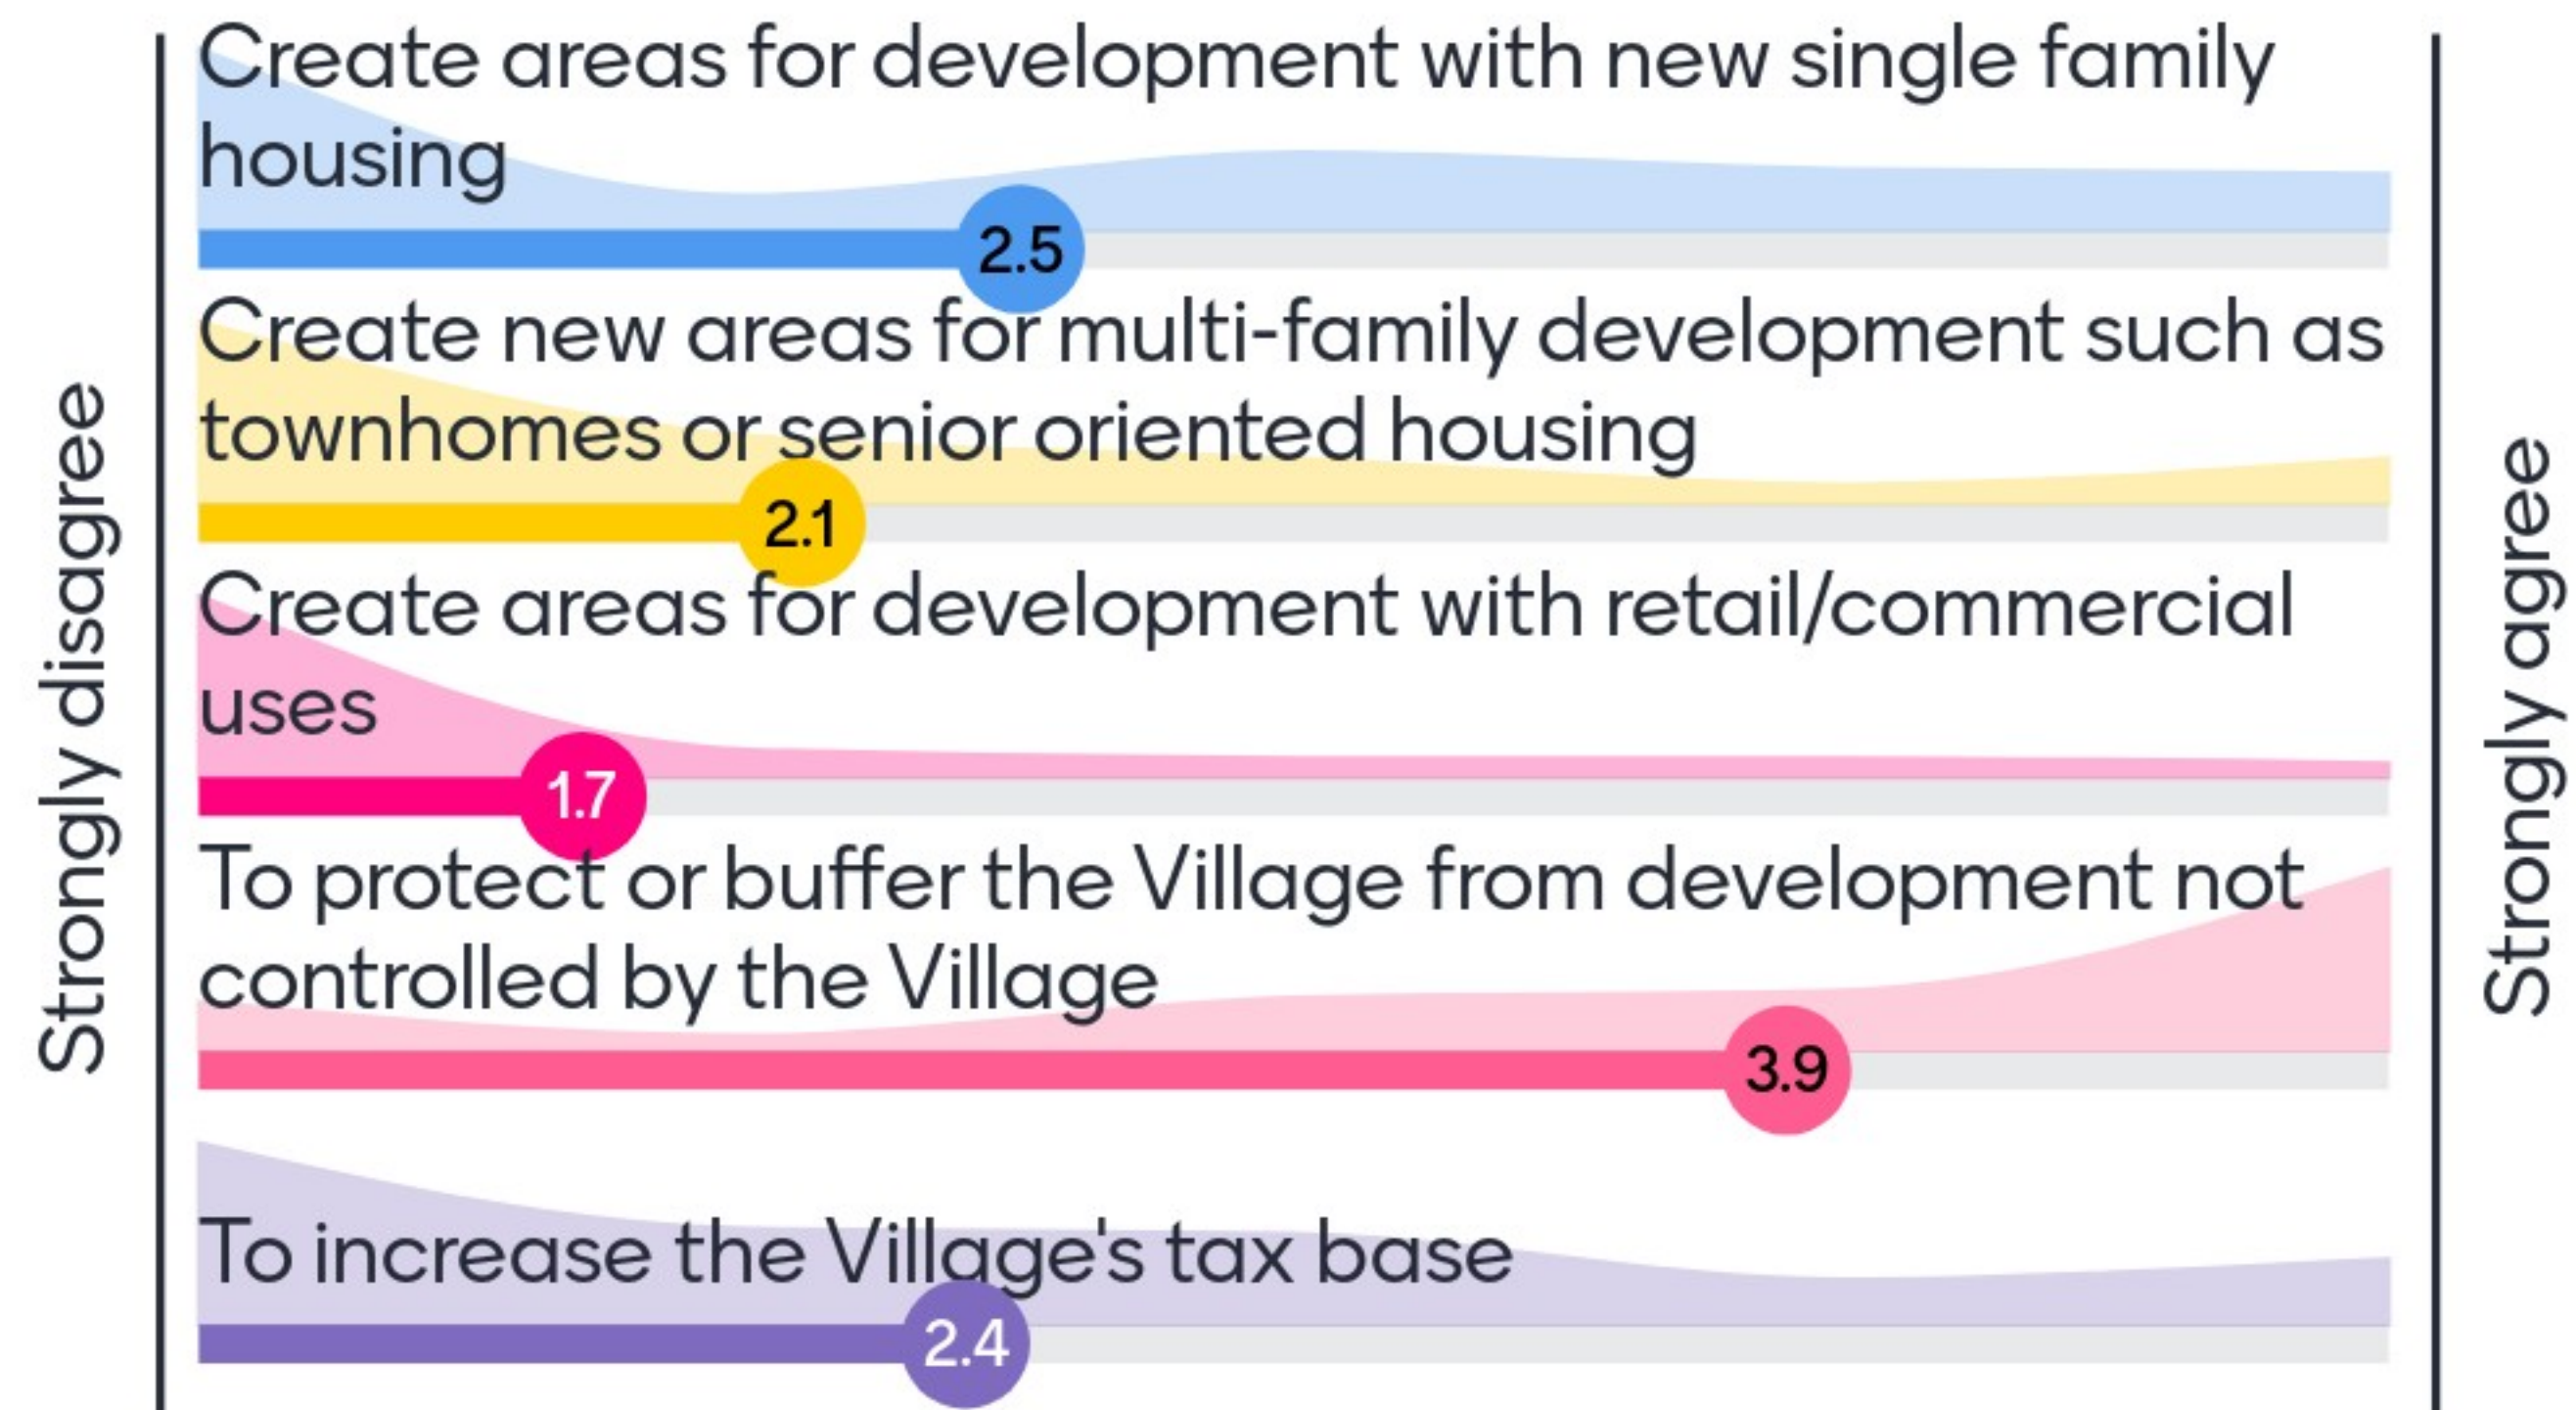 Create areas for development with new single family
housing
2.5
Create new areas for multi-family development such as
townhomes or senior oriented housing
2.1
Create areas for development with retail/commercial
uses
1.7
To protect or buffer the Village from development not
controlled by the Village
3.9
To increase the Village's tax base
2.4
Strongly disagree
Strongly agree